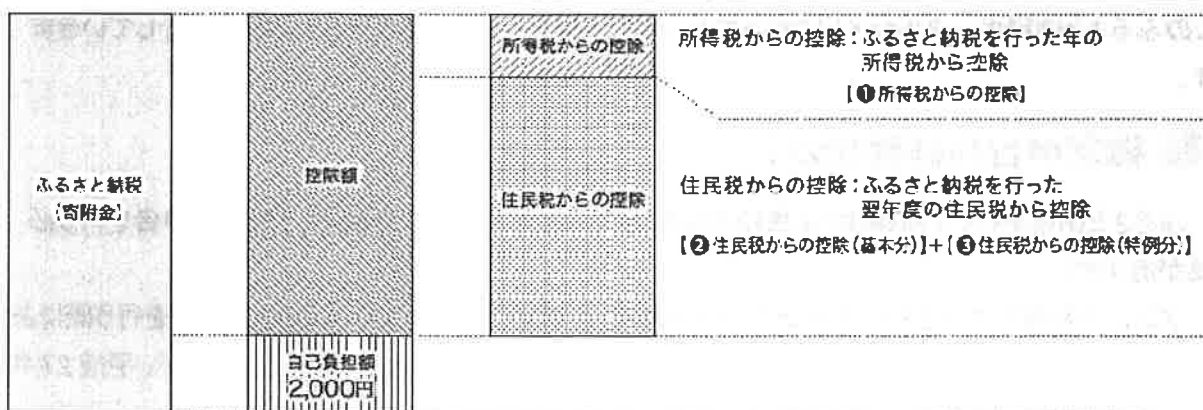 ふるさと納税
[寄附金]
控除額
自己負担額
2,000円
所得税からの控除
住民税からの控除
所得税からの控除：ふるさと納税を行った年の
所得税から控除
【❶所得税からの控除】
住民税からの控除：ふるさと納税を行った
翌年度の住民税から控除
【❷住民税からの控除(基本分)】+【❸住民税からの控除(特例分)】